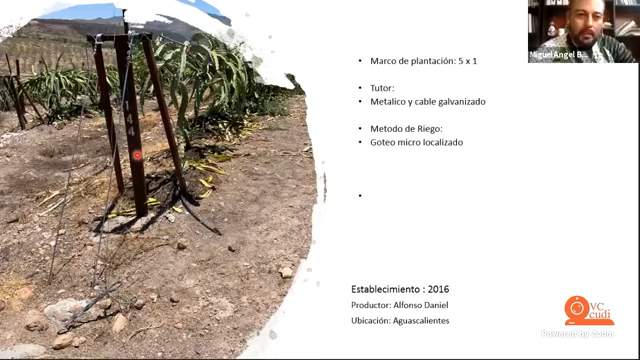 Miguel Angel B...
• Marco de plantación: 5 x 1
• Tutor:
• Metalico y cable galvanizado
• Metodo de Riego:
• Goteo micro localizado
•
44
Establecimiento : 2016
Productor: Alfonso Daniel
Ubicación: Aguascalientes
VC
cudi
Powered by Zoom